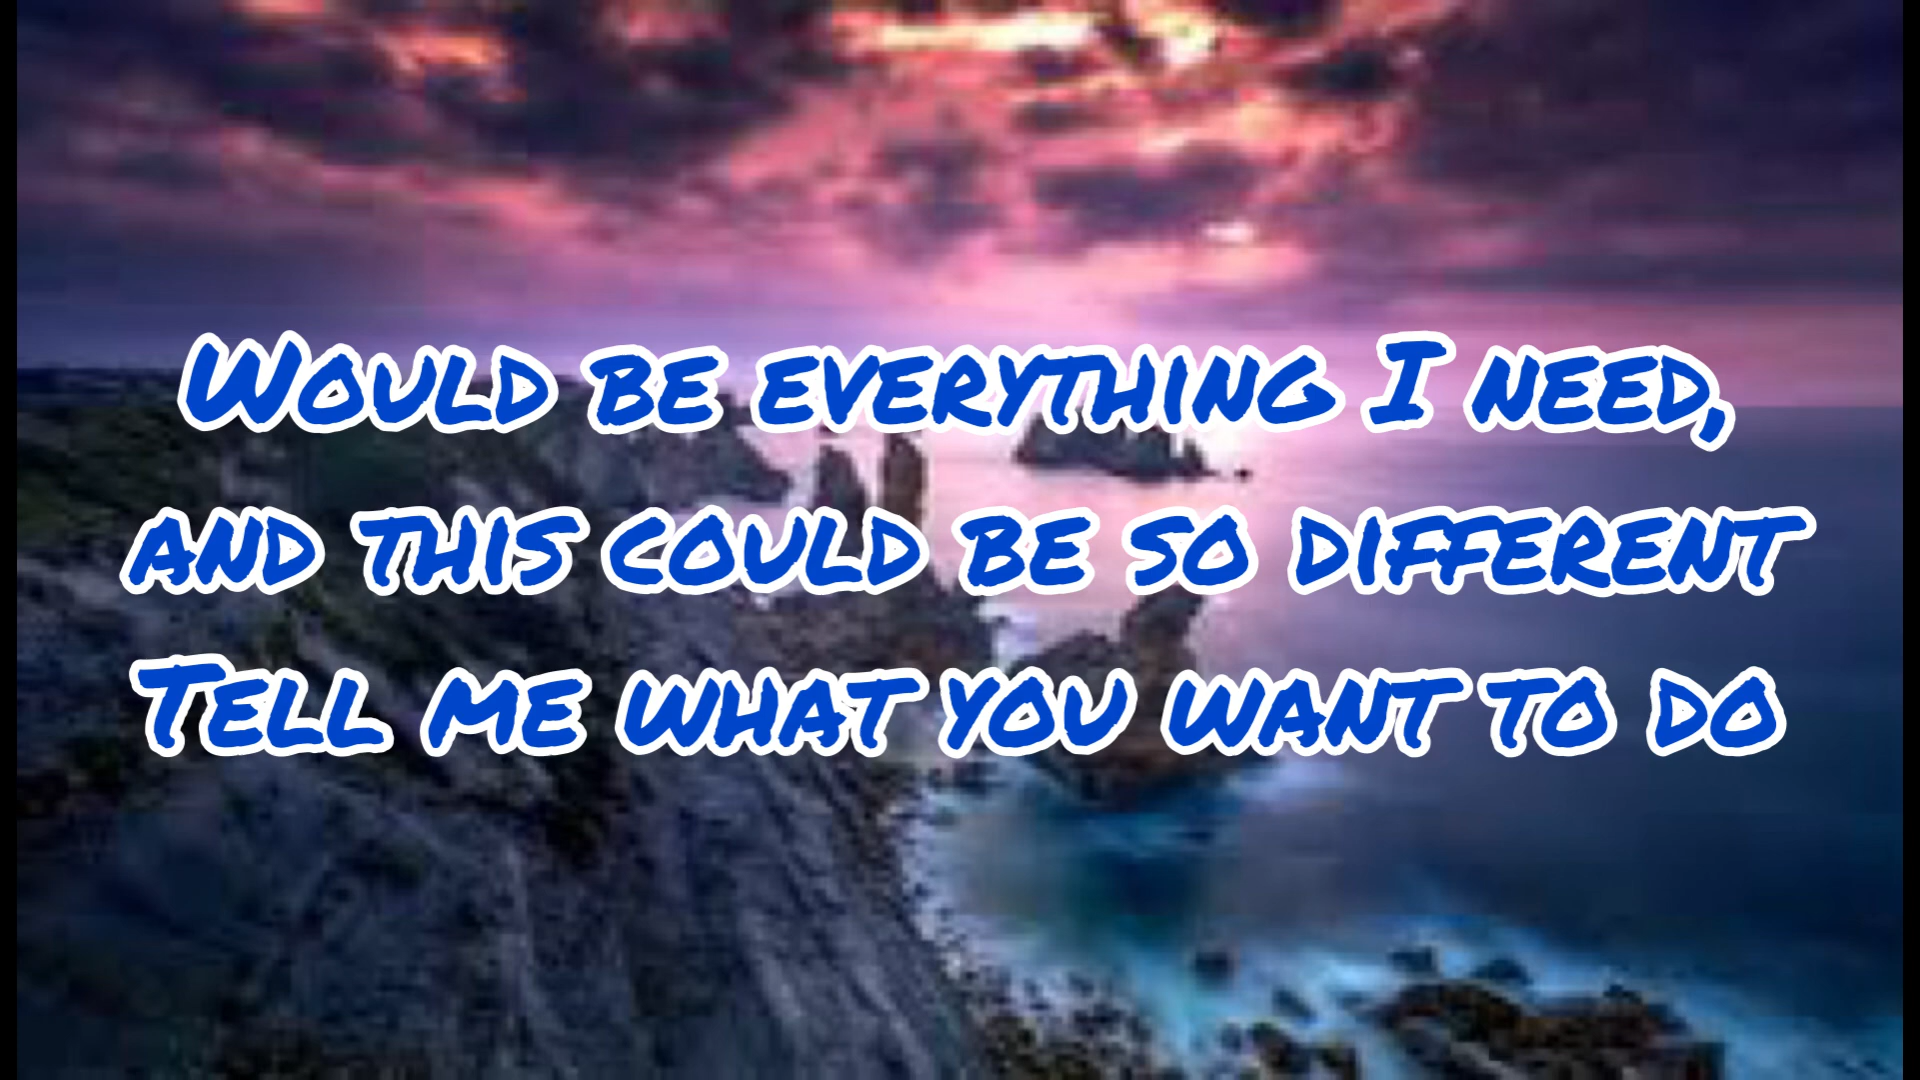 Would be everything I need,
and this could be so different
Tell me what you want to do